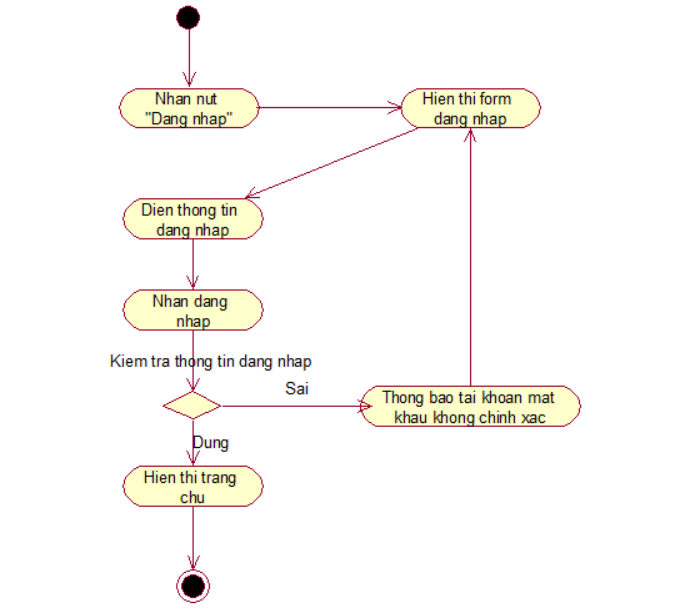 Nhan nut
"Dang nhap"
Hien thi form
dang nhap
Dien thong tin
dang nhap
Nhan dang
nhap
Kiem tra thong tin dang nhap
Sai
Thong bao tai khoan mat
khau khong chinh xac
Dung
Hien thi trang
chu